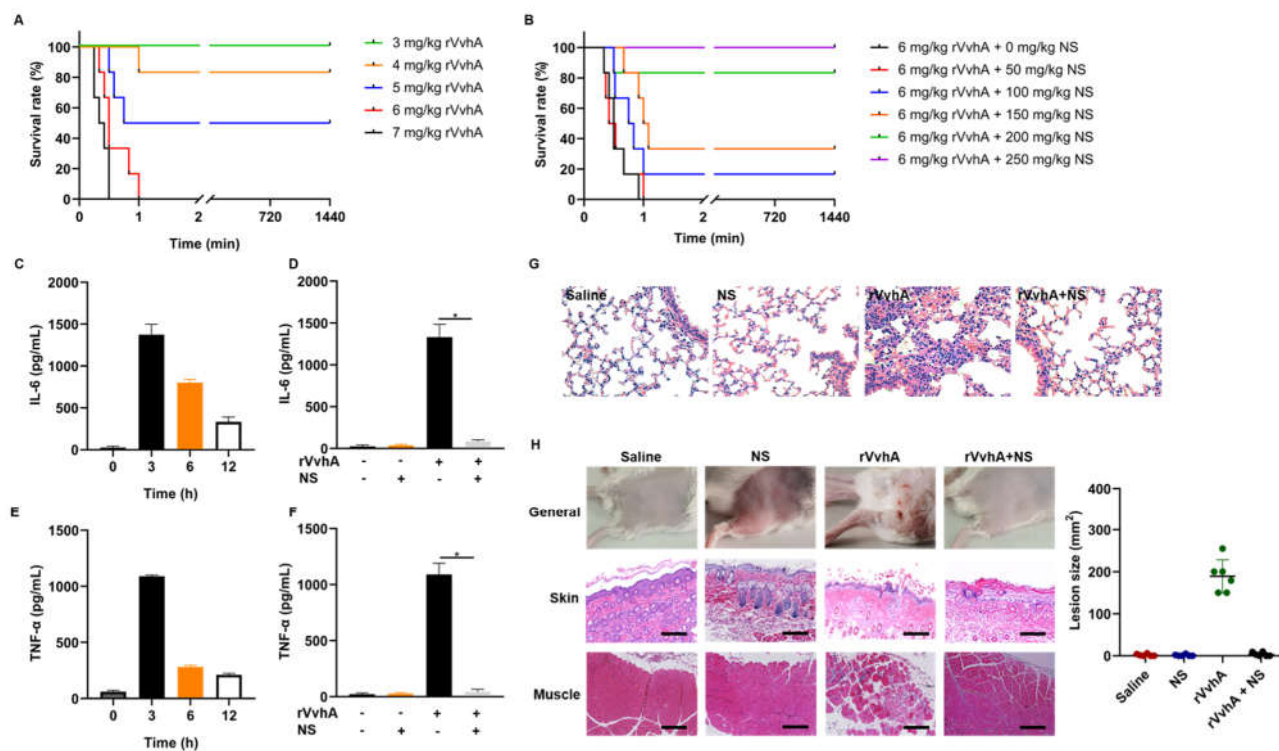 A
Survival rate (%)
100
80
60
40
20
0
0
1
2
720
1440
Time (min)
3 mg/kg rVvhA
4 mg/kg rVvhA
5 mg/kg rVvhA
6 mg/kg rVvhA
7 mg/kg rVvhA
B
Survival rate (%)
100
80
60
40
20
0
0
1
2
720
1440
Time (min)
6 mg/kg rVvhA + 0 mg/kg NS
6 mg/kg rVvhA + 50 mg/kg NS
6 mg/kg rVvhA + 100 mg/kg NS
6 mg/kg rVvhA + 150 mg/kg NS
6 mg/kg rVvhA + 200 mg/kg NS
6 mg/kg rVvhA + 250 mg/kg NS
C
IL-6 (pg/mL)
2000
1500
1000
500
0
0 3 6 12
Time (h)
D
IL-6 (pg/mL)
2000
1500
1000
500
0
*
rVvhA - - + +
NS - + - +
E
TNF-α (pg/mL)
1500
1000
500
0
0 3 6 12
Time (h)
F
TNF-α (pg/mL)
1500
1000
500
0
*
rVvhA - - + +
NS - + - +
G
Saline
NS
rVvhA
rVvhA+NS
H
Saline NS rVvhA rVvhA+NS
General
Skin
Muscle
Lesion size (mm²)
400
300
200
100
0
Saline
NS
rVvhA
rVvhA + NS